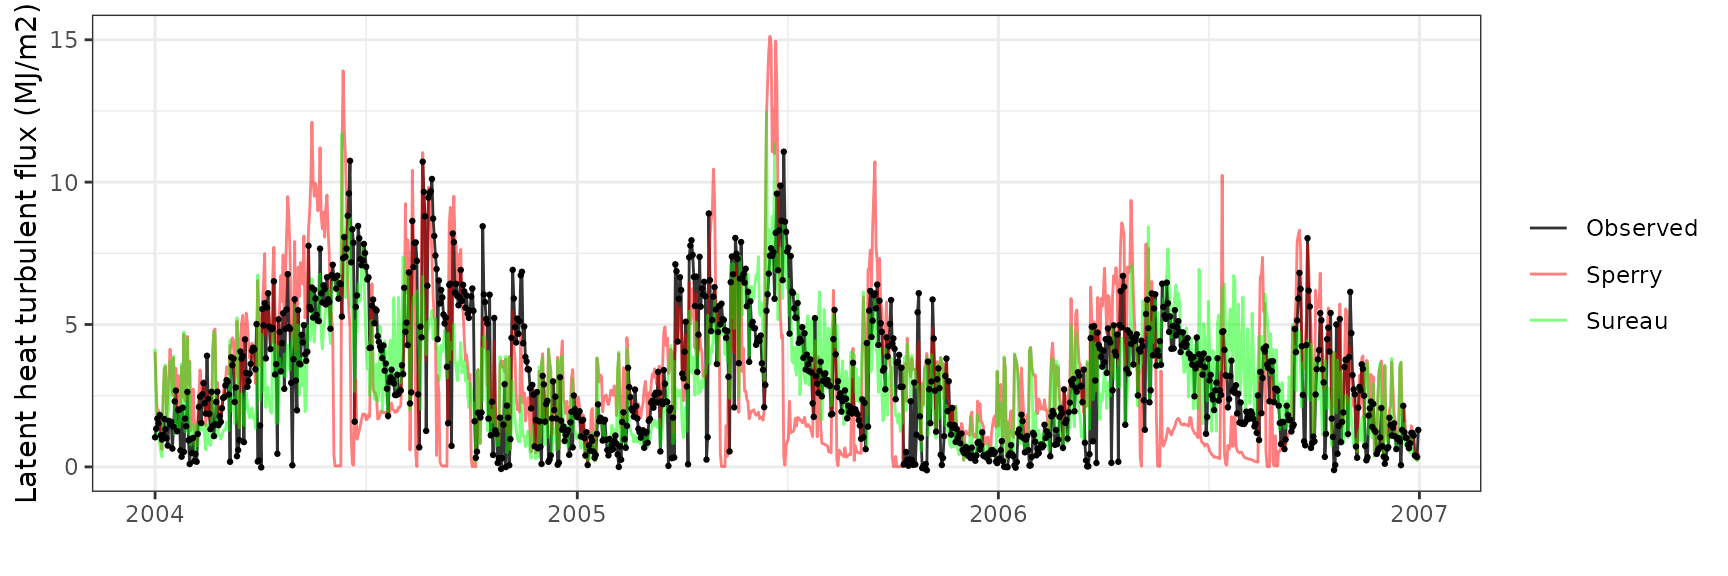 Latent heat turbulent flux (MJ/m2)
15
10
5
0
2004
2005
2006
2007
Observed
Sperry
Sureau